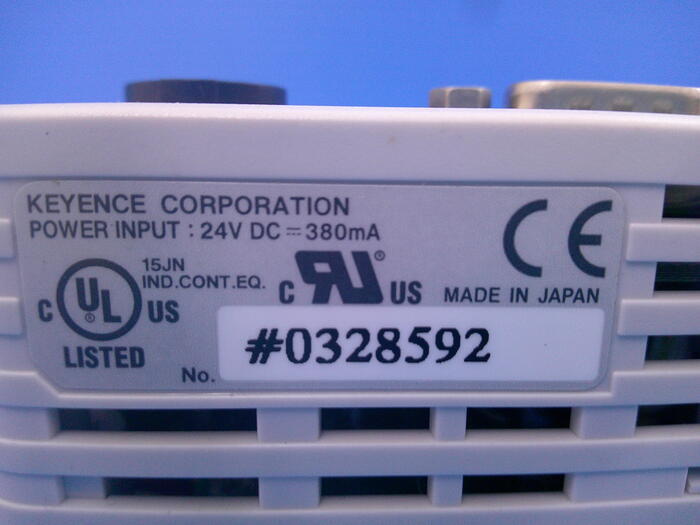 KEYENCE CORPORATION
POWER INPUT : 24V DC ⎓ 380mA
CE
C UL ® US
LISTED
15JN
IND.CONT.EQ.
C RU ® US
MADE IN JAPAN
No. #0328592